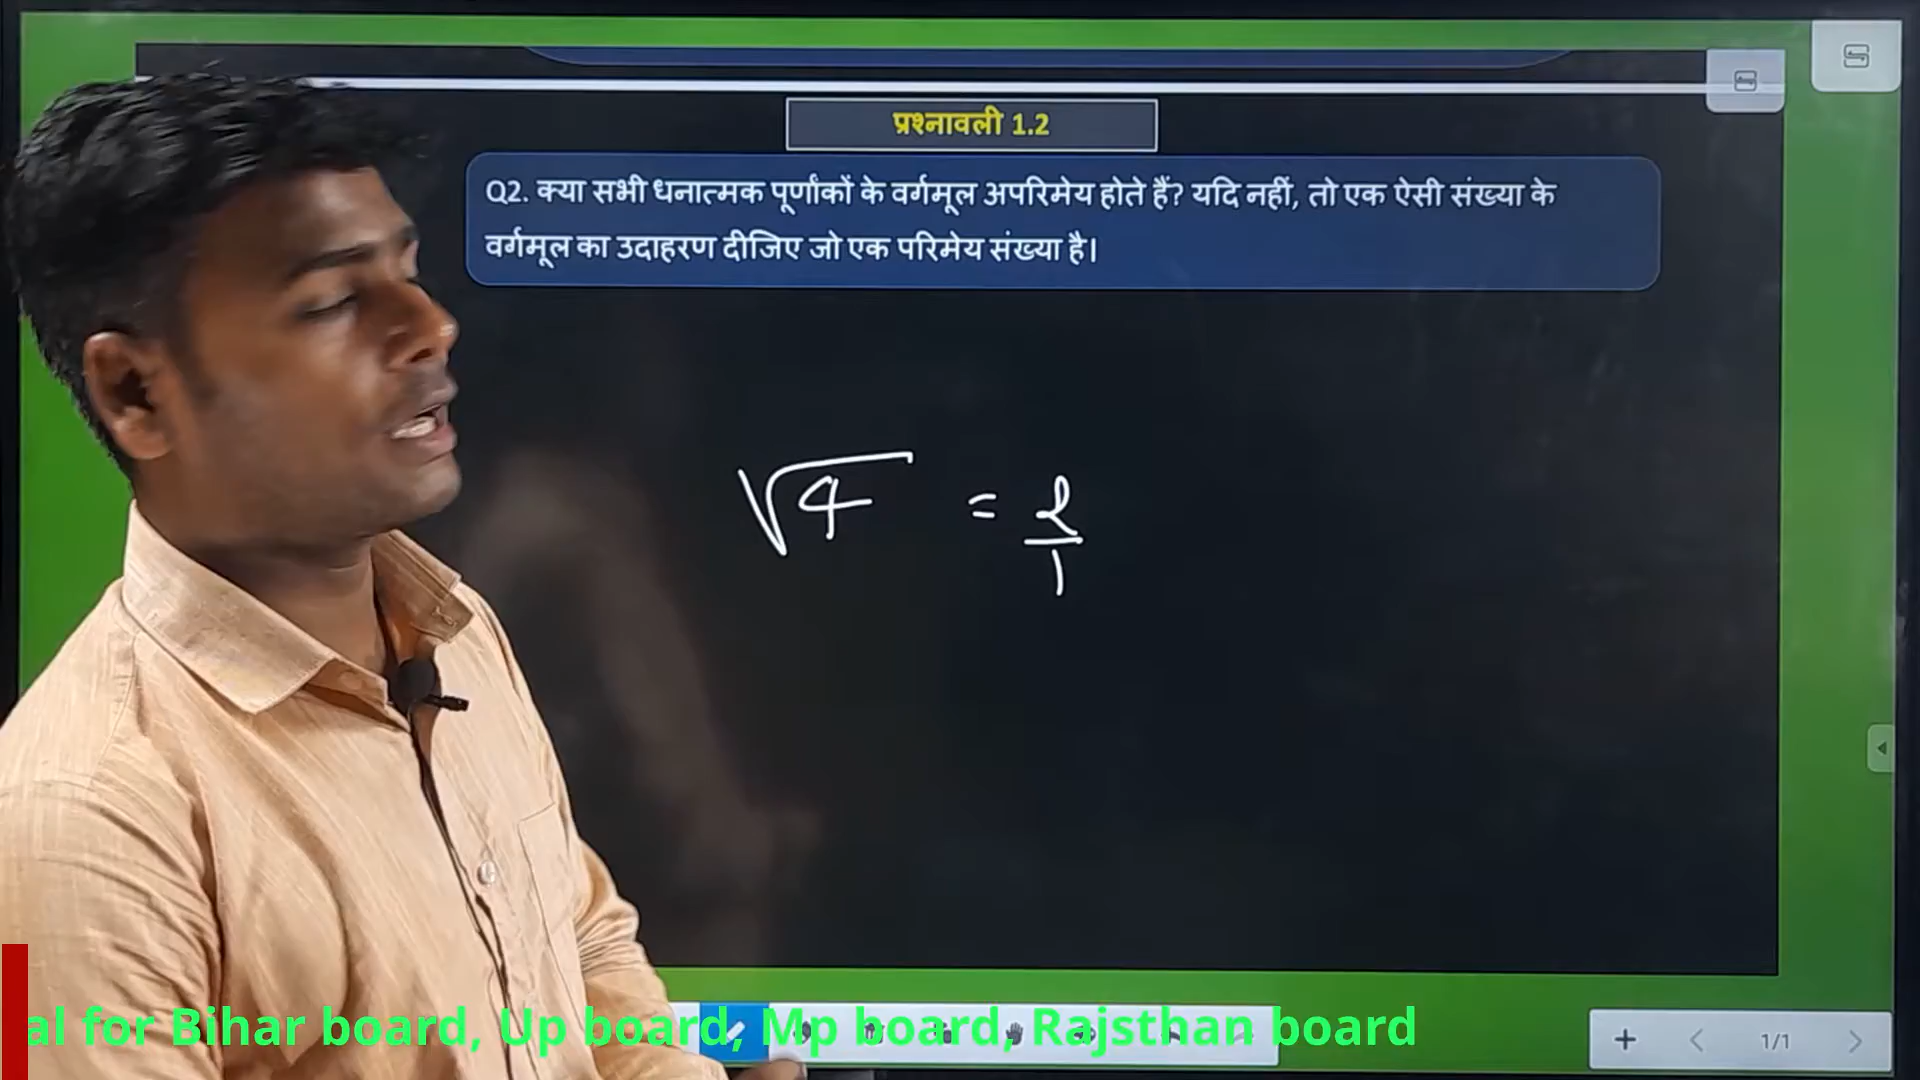 प्रश्नावली 1.2
Q2. क्या सभी धनात्मक पूर्णांकों के वर्गमूल अपरिमेय होते हैं? यदि नहीं, तो एक ऐसी संख्या के
वर्गमूल का उदाहरण दीजिए जो एक परिमेय संख्या है।
√4 = 2/1
al for Bihar board, Up board, Mp board, Rajsthan board
1/1